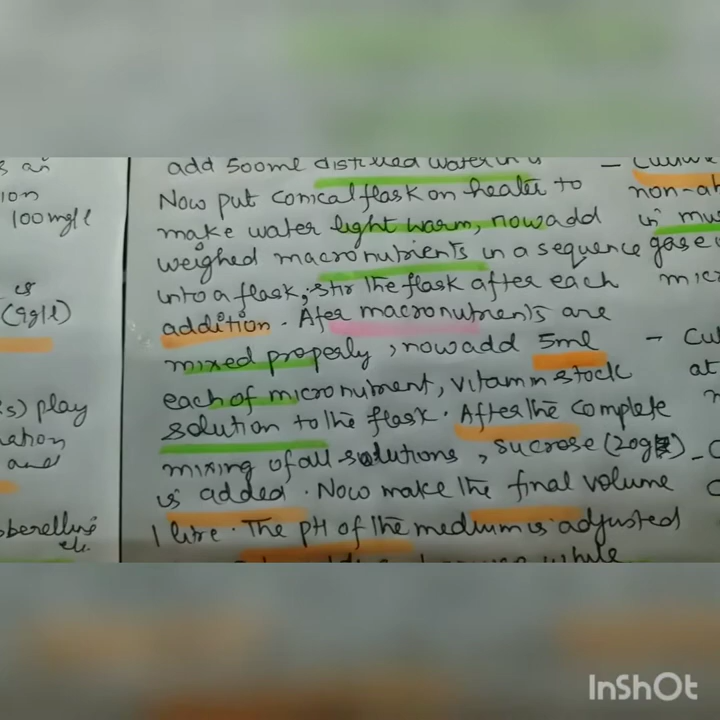 add 500ml distilled water in
Now put conical flask on heater to
make water light warm, now add
weighed macronutrients in a sequence
into a flask, stir the flask after each
addition. After macronutrients are
mixed properly, now add 5ml
each of micronutrient, vitamin stock
solution to the flask. After the complete
mixing of all solutions, sucrose (20g)
is added. Now make the final volume
1 litre. The pH of the medium is adjusted
while
100mg/l
(9g/l)
play
and
in
at
InShOt